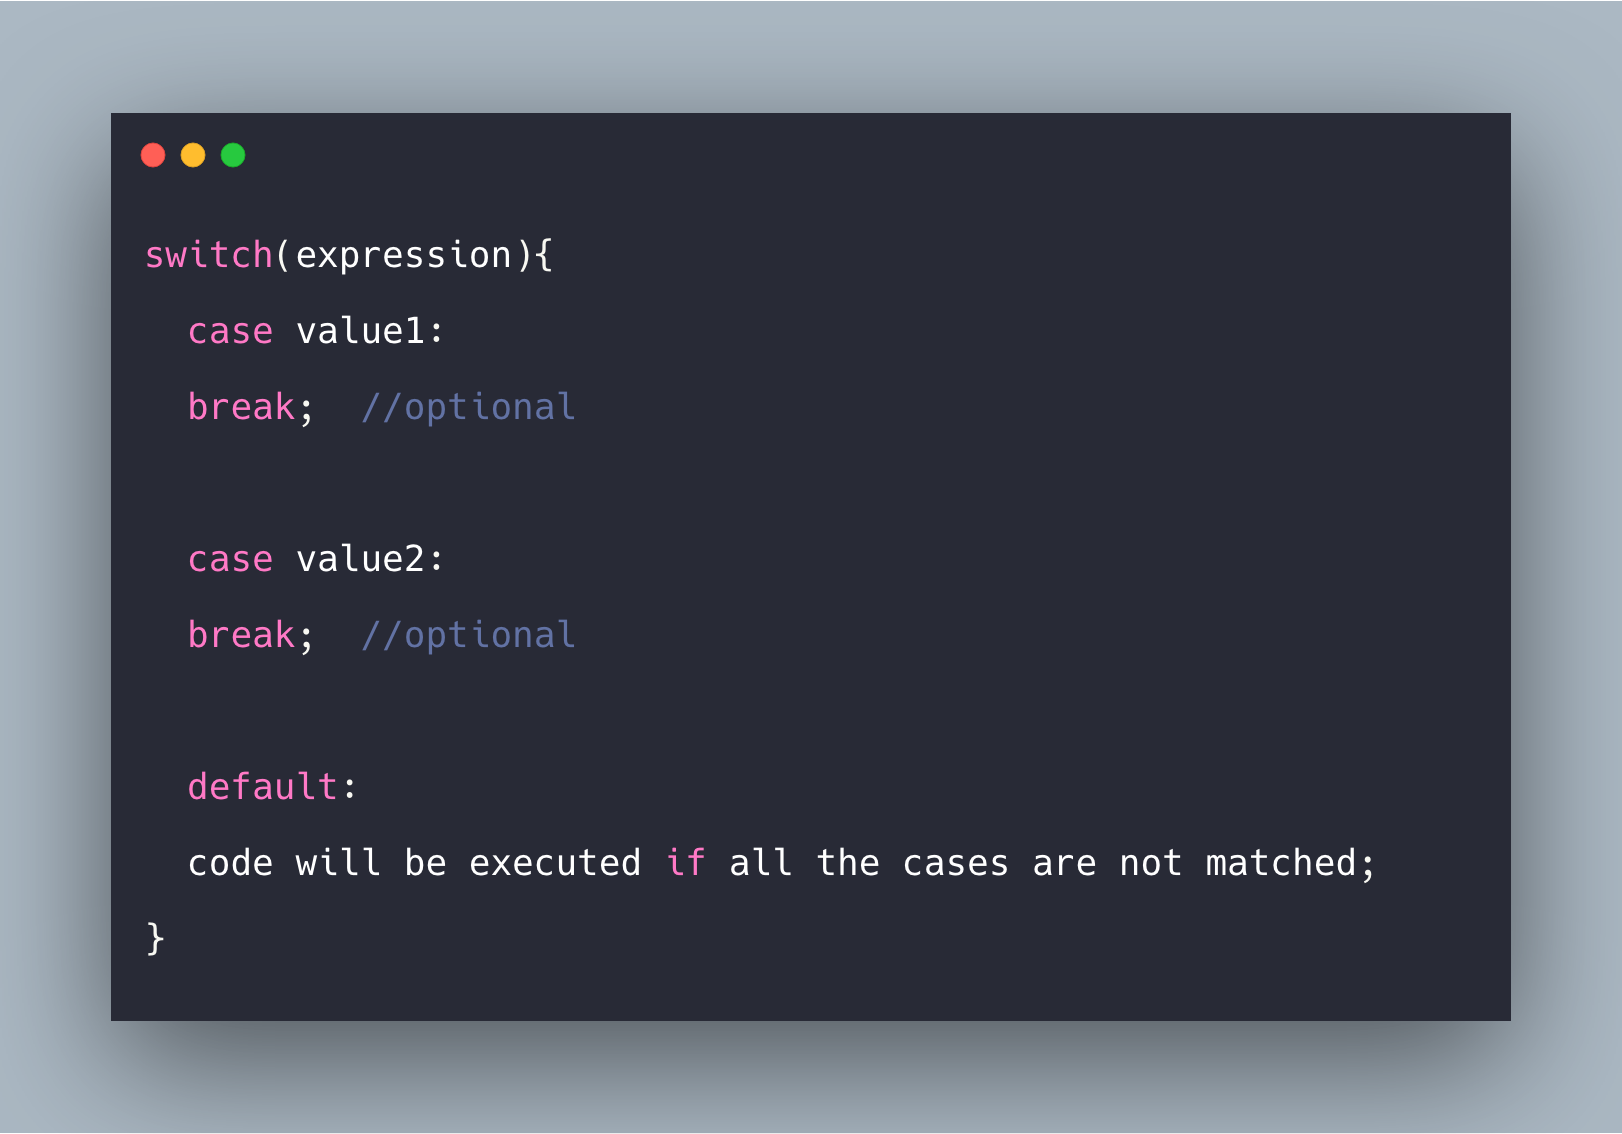 switch(expression){
  case value1:
  break;  //optional

  case value2:
  break;  //optional

  default:
  code will be executed if all the cases are not matched;
}